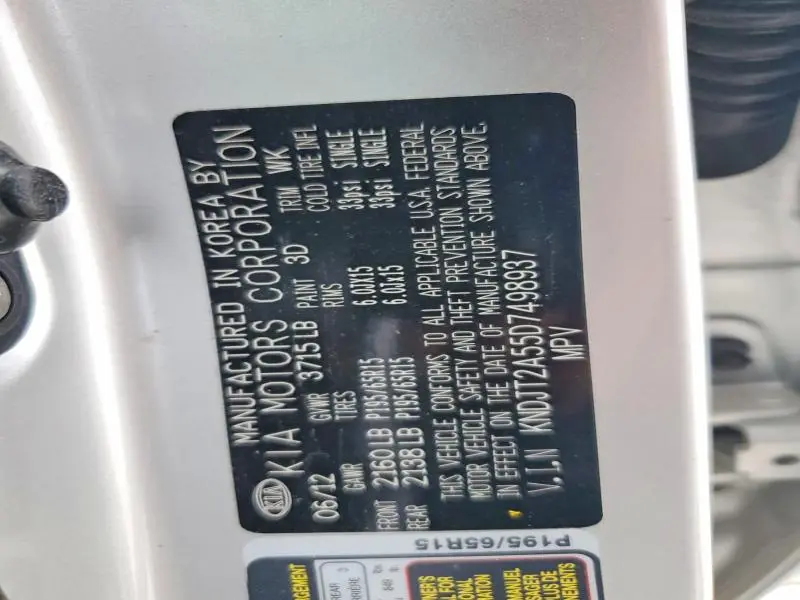 MANUFACTURED IN KOREA BY
KIA KIA MOTORS CORPORATION
06/12 GVWR 3715 LB PAINT 3D TRIM WK
GAWR TIRES RIMS COLD TIRE INFL
FRONT 2160 LB P195/65R15 6.0JX15 33psi SINGLE
REAR 2138 LB P195/65R15 6.0Jx15 33psi SINGLE
THIS VEHICLE CONFORMS TO ALL APPLICABLE U.S.A. FEDERAL
MOTOR VEHICLE SAFETY AND THEFT PREVENTION STANDARDS
IN EFFECT ON THE DATE OF MANUFACTURE SHOWN ABOVE.
V.I.N KNDJT2A55D7498937
MPV
P195/65R15